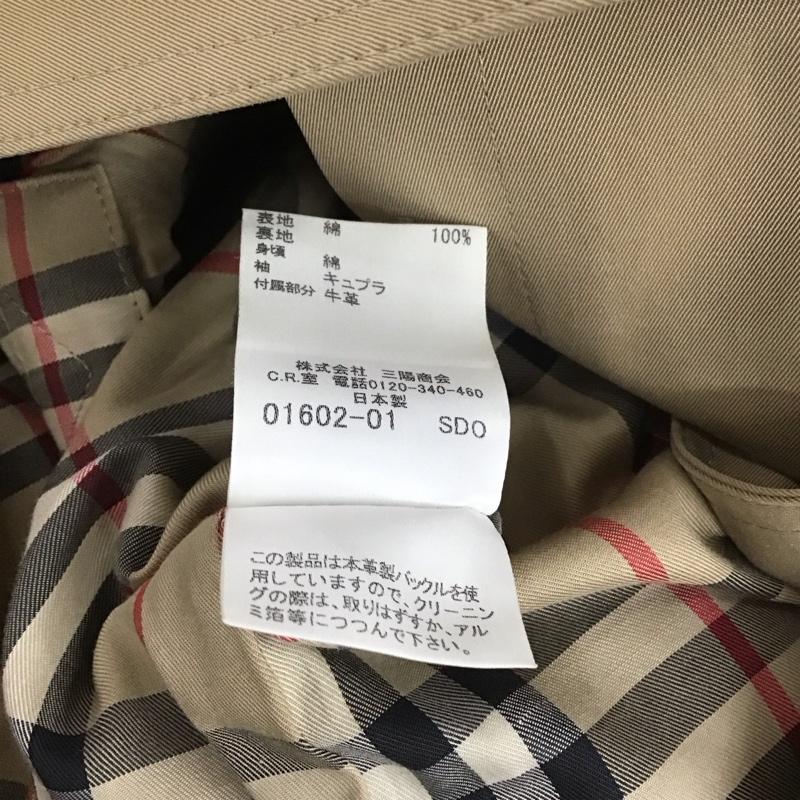 表地 綿 100%
裏地
身頃 綿
袖 キュプラ
付属部分 牛革
株式会社 三陽商会
C.R.室 電話0120-340-460
日本製
01602-01 SDO
この製品は本革製バックルを使
用していますので、クリーニン
グの際は、取りはずすか、アル
ミ箔等につつんで下さい。